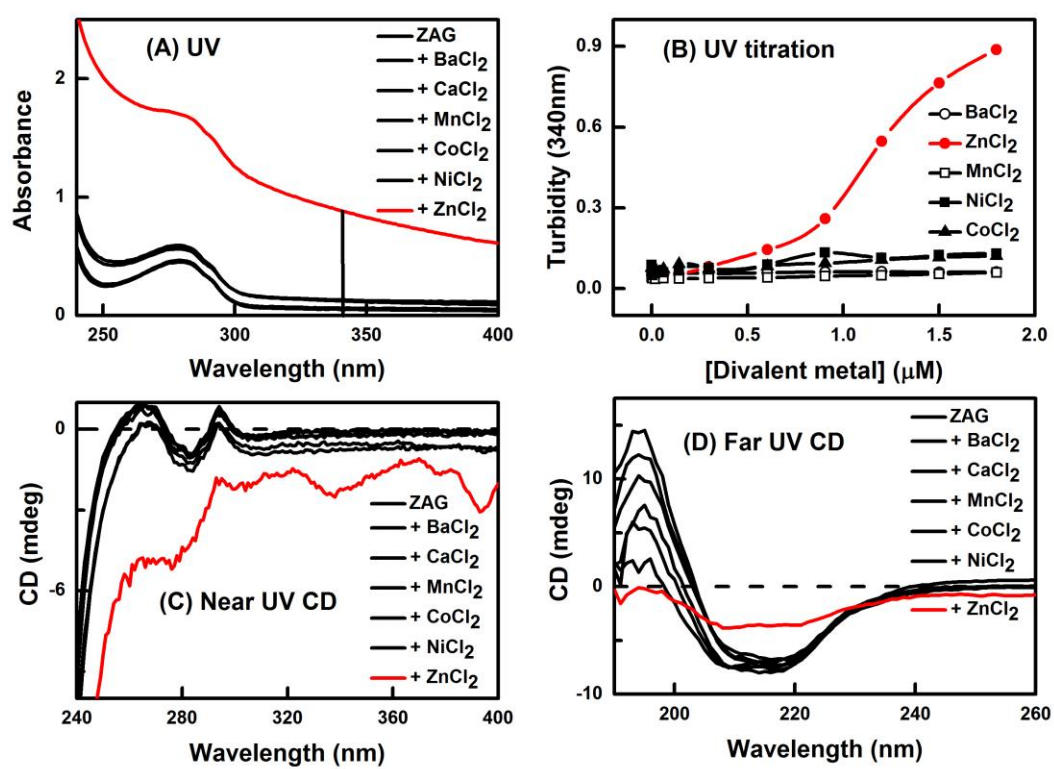 (A) UV
ZAG
+ BaCl2
+ CaCl2
+ MnCl2
+ CoCl2
+ NiCl2
+ ZnCl2
Absorbance
2
1
0
250 300 350 400
Wavelength (nm)
(B) UV titration
BaCl2
ZnCl2
MnCl2
NiCl2
CoCl2
Turbidity (340nm)
0.9
0.6
0.3
0.0
0.0 0.5 1.0 1.5 2.0
[Divalent metal] (μM)
(C) Near UV CD
ZAG
+ BaCl2
+ CaCl2
+ MnCl2
+ CoCl2
+ NiCl2
+ ZnCl2
CD (mdeg)
0
-6
240 280 320 360 400
Wavelength (nm)
(D) Far UV CD
ZAG
+ BaCl2
+ CaCl2
+ MnCl2
+ CoCl2
+ NiCl2
+ ZnCl2
CD (mdeg)
10
0
-10
200 220 240 260
Wavelength (nm)